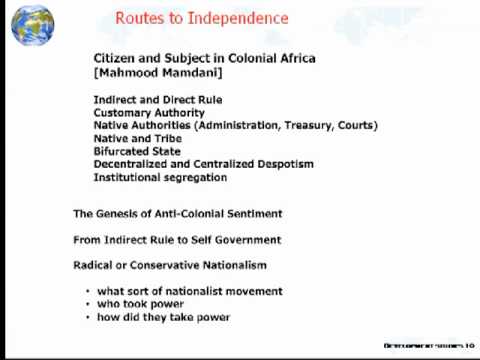 Routes to Independence
Citizen and Subject in Colonial Africa
[Mahmood Mamdani]
Indirect and Direct Rule
Customary Authority
Native Authorities (Administration, Treasury, Courts)
Native and Tribe
Bifurcated State
Decentralized and Centralized Despotism
Institutional segregation
The Genesis of Anti-Colonial Sentiment
From Indirect Rule to Self Government
Radical or Conservative Nationalism
• what sort of nationalist movement
• who took power
• how did they take power